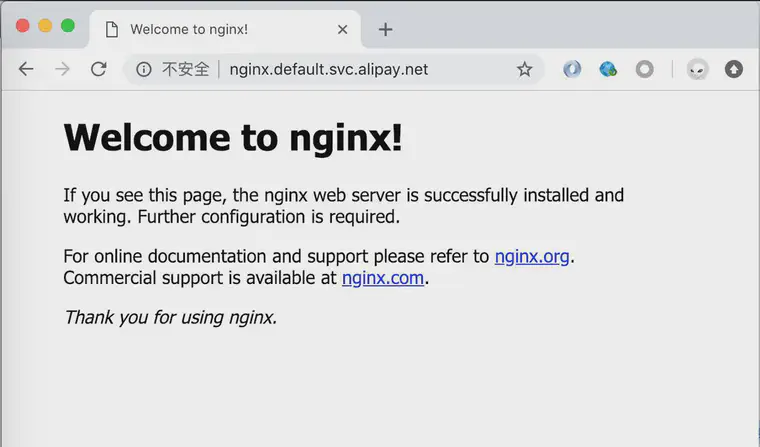 Welcome to nginx!
不安全 nginx.default.svc.alipay.net
Welcome to nginx!
If you see this page, the nginx web server is successfully installed and
working. Further configuration is required.
For online documentation and support please refer to nginx.org.
Commercial support is available at nginx.com.
Thank you for using nginx.